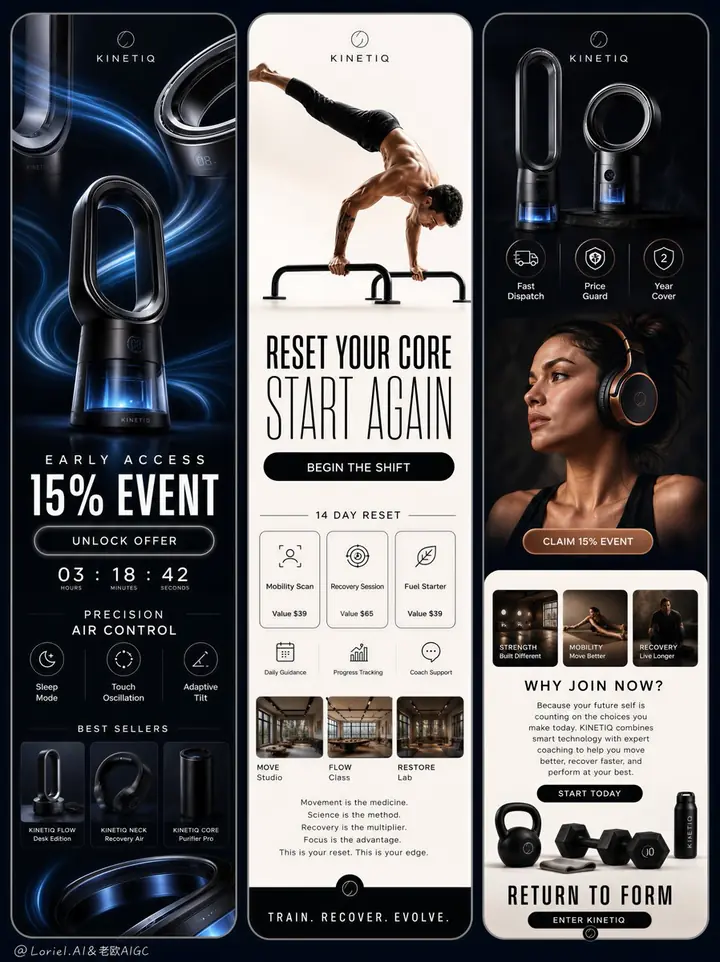 KINETIQ
08
EARLY ACCESS
15% EVENT
UNLOCK OFFER
03 : 18 : 42
HOURS MINUTES SECONDS
PRECISION
AIR CONTROL
Sleep
Mode
Touch
Oscillation
Adaptive
Tilt
BEST SELLERS
KINETIQ FLOW
Desk Edition
KINETIQ NECK
Recovery Air
KINETIQ CORE
Purifier Pro
KINETIQ
RESET YOUR CORE
START AGAIN
BEGIN THE SHIFT
14 DAY RESET
Mobility Scan
Value $39
Recovery Session
Value $65
Fuel Starter
Value $39
Daily Guidance
Progress Tracking
Coach Support
MOVE
Studio
FLOW
Class
RESTORE
Lab
Movement is the medicine.
Science is the method.
Recovery is the multiplier.
Focus is the advantage.
This is your reset. This is your edge.
TRAIN. RECOVER. EVOLVE.
KINETIQ
Fast
Dispatch
Price
Guard
2
Year
Cover
CLAIM 15% EVENT
STRENGTH
Built Different
MOBILITY
Move Better
RECOVERY
Live Longer
WHY JOIN NOW?
Because your future self is
counting on the choices you
make today. KINETIQ combines
smart technology with expert
coaching to help you move
better, recover faster, and
perform at your best.
START TODAY
KINETIQ
RETURN TO FORM
ENTER KINETIQ
@Loriel.AI&老欧AIGC